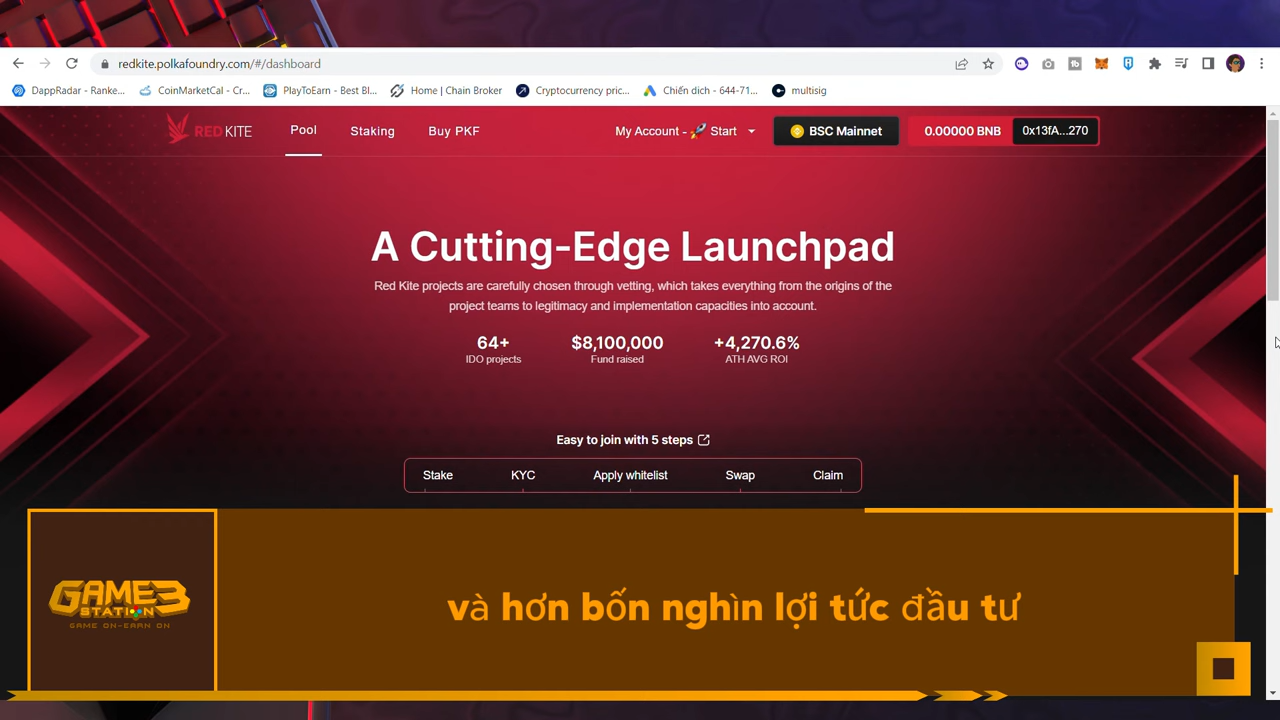 redkite.polkafoundry.com/#/dashboard
DappRadar - Ranke...
CoinMarketCal - Cr...
PlayToEarn - Best Bl...
Home | Chain Broker
Cryptocurrency pric...
Chiến dịch - 644-71...
multisig
REDKITE
Pool
Staking
Buy PKF
My Account - 🚀 Start
BSC Mainnet
0.00000 BNB
0x13fA...270
A Cutting-Edge Launchpad
Red Kite projects are carefully chosen through vetting, which takes everything from the origins of the
project teams to legitimacy and implementation capacities into account.
64+
IDO projects
$8,100,000
Fund raised
+4,270.6%
ATH AVG ROI
Easy to join with 5 steps
Stake
KYC
Apply whitelist
Swap
Claim
GAME3
STATION
GAME ON-EARN ON
và hơn bốn nghìn lợi tức đầu tư